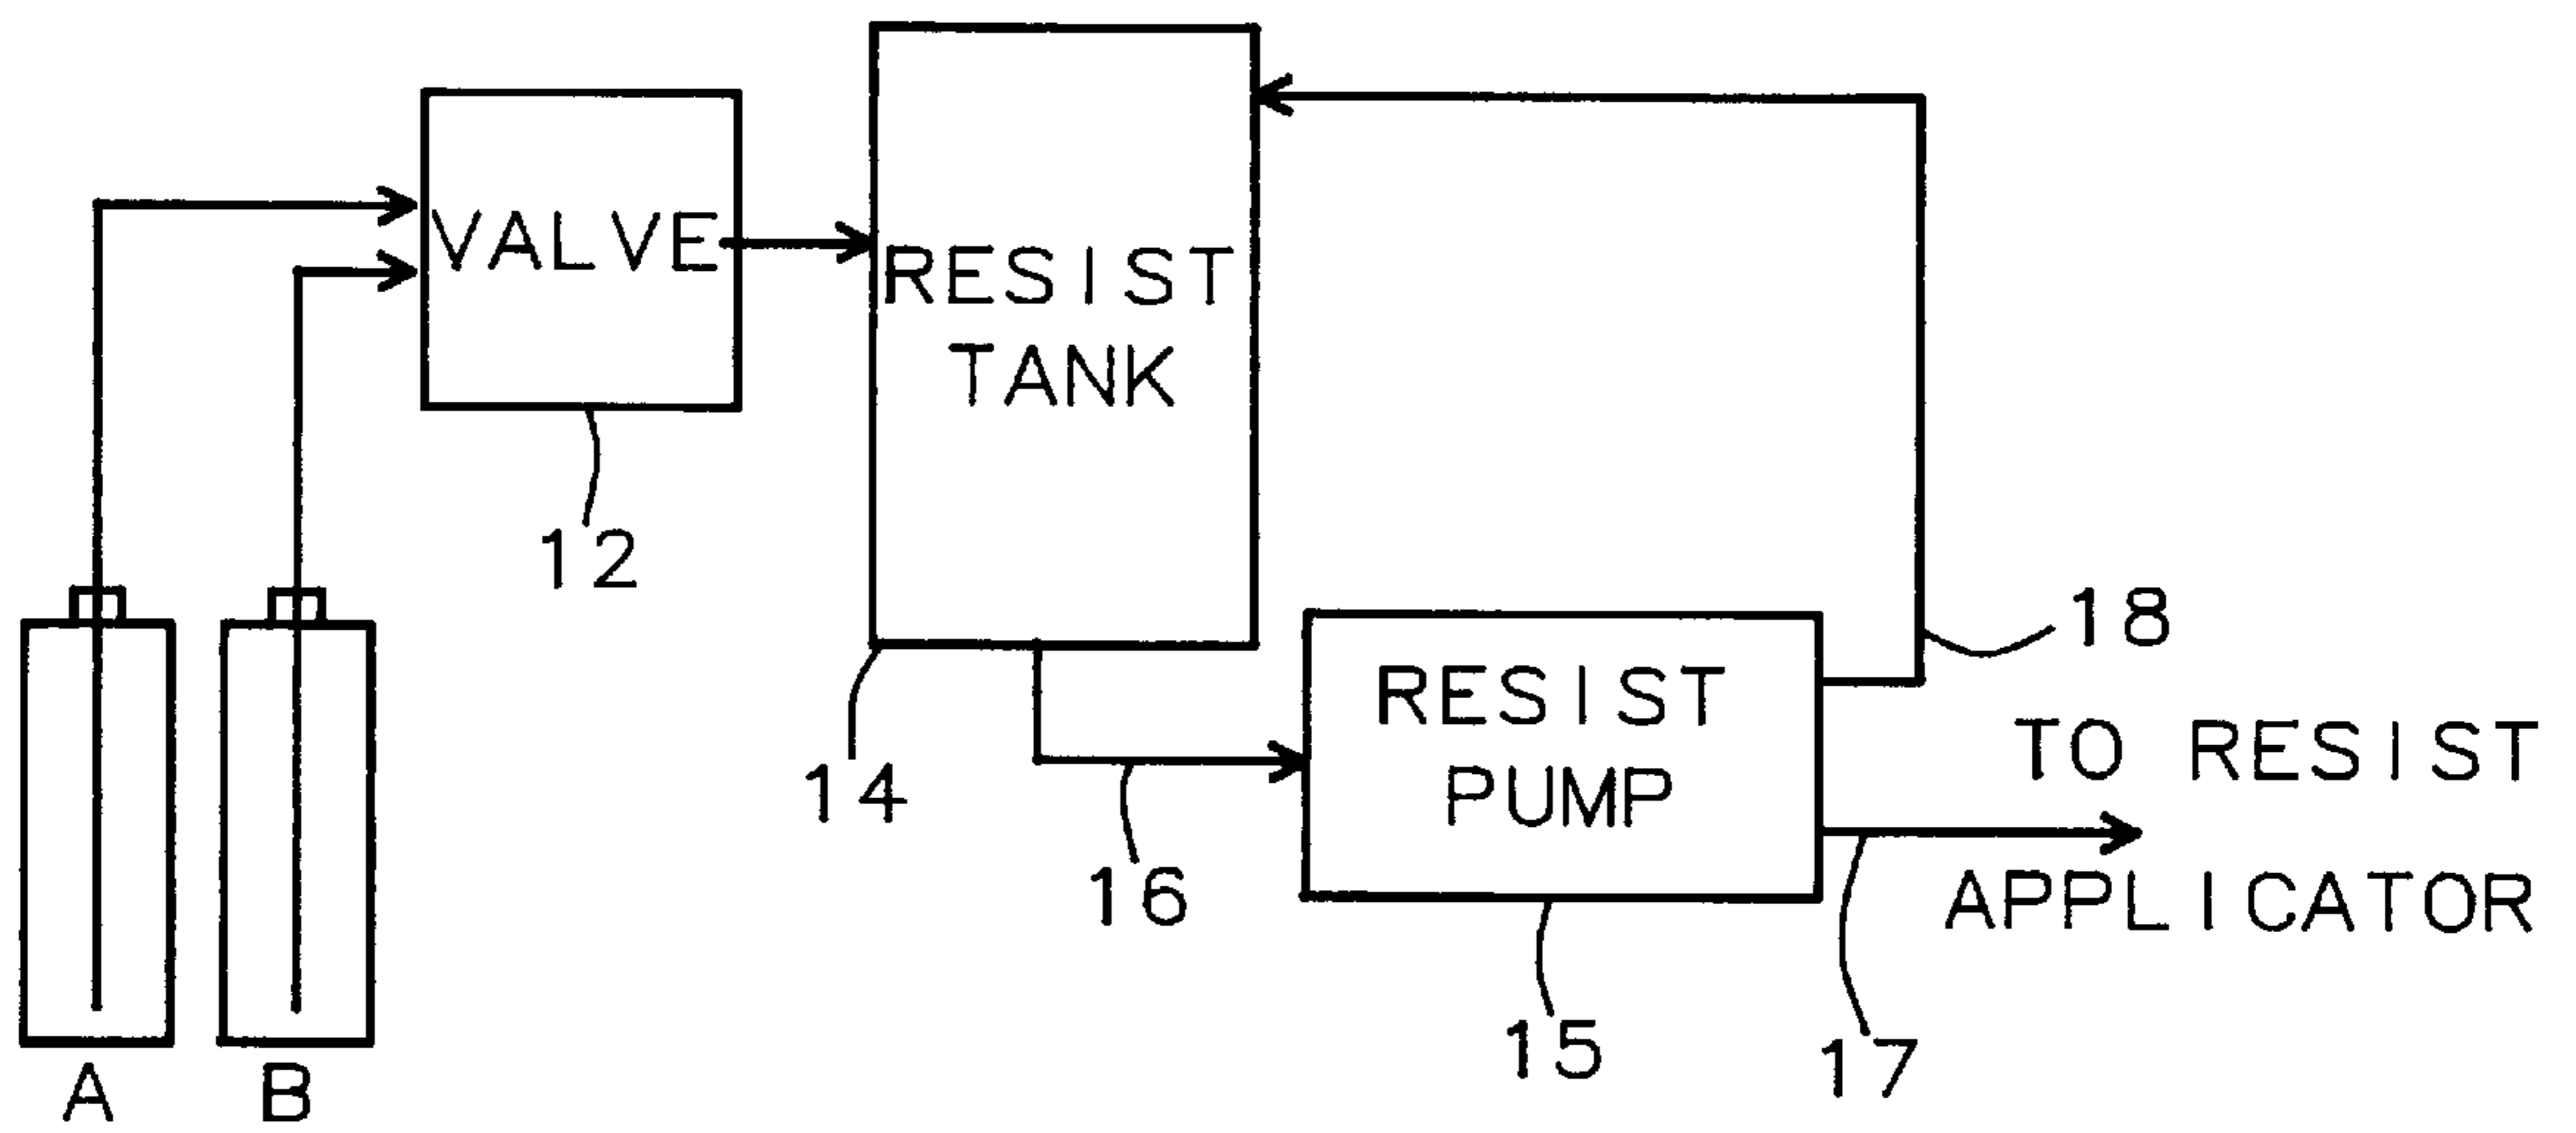 VALVE
RESIST
TANK
12
18
RESIST
PUMP
TO RESIST
APPLICATOR
14
16
15
17
A
B